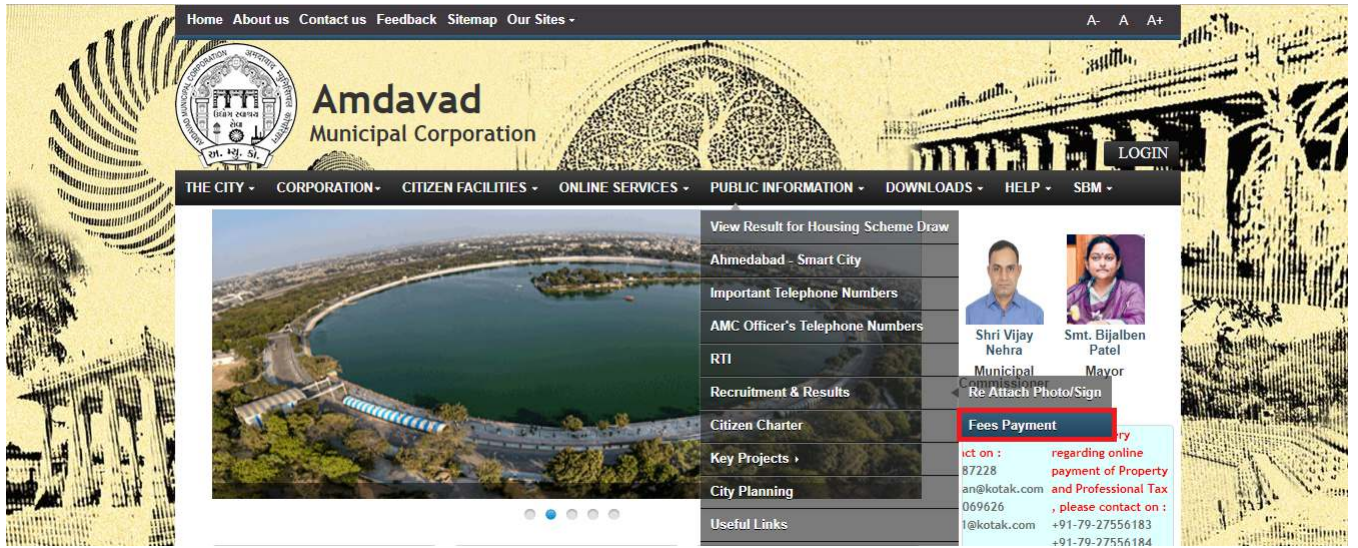 Home About us Contact us Feedback Sitemap Our Sites
A- A A+
Amdavad
Municipal Corporation
LOGIN
THE CITY CORPORATION CITIZEN FACILITIES ONLINE SERVICES PUBLIC INFORMATION DOWNLOADS HELP SBM
View Result for Housing Scheme Draw
Ahmedabad - Smart City
Important Telephone Numbers
AMC Officer's Telephone Numbers
RTI
Recruitment & Results
Citizen Charter
Key Projects
City Planning
Useful Links
Re Attach Photo/Sign
Fees Payment
Shri Vijay
Nehra
Municipal
Commissioner
Smt. Bijalben
Patel
Mayor
act on :
87228
an@kotak.com
069626
1@kotak.com
ery
regarding online
payment of Property
and Professional Tax
, please contact on :
+91-79-27556183
+91-79-27556184